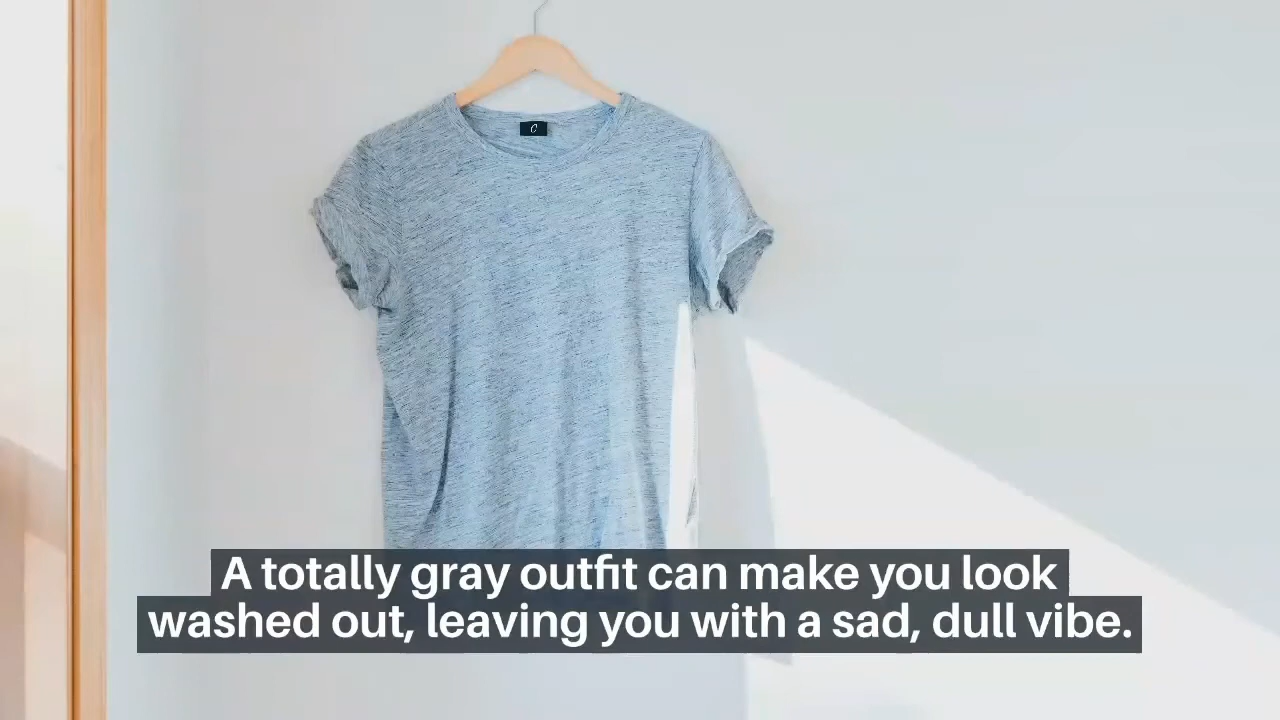 A totally gray outfit can make you look
washed out, leaving you with a sad, dull vibe.